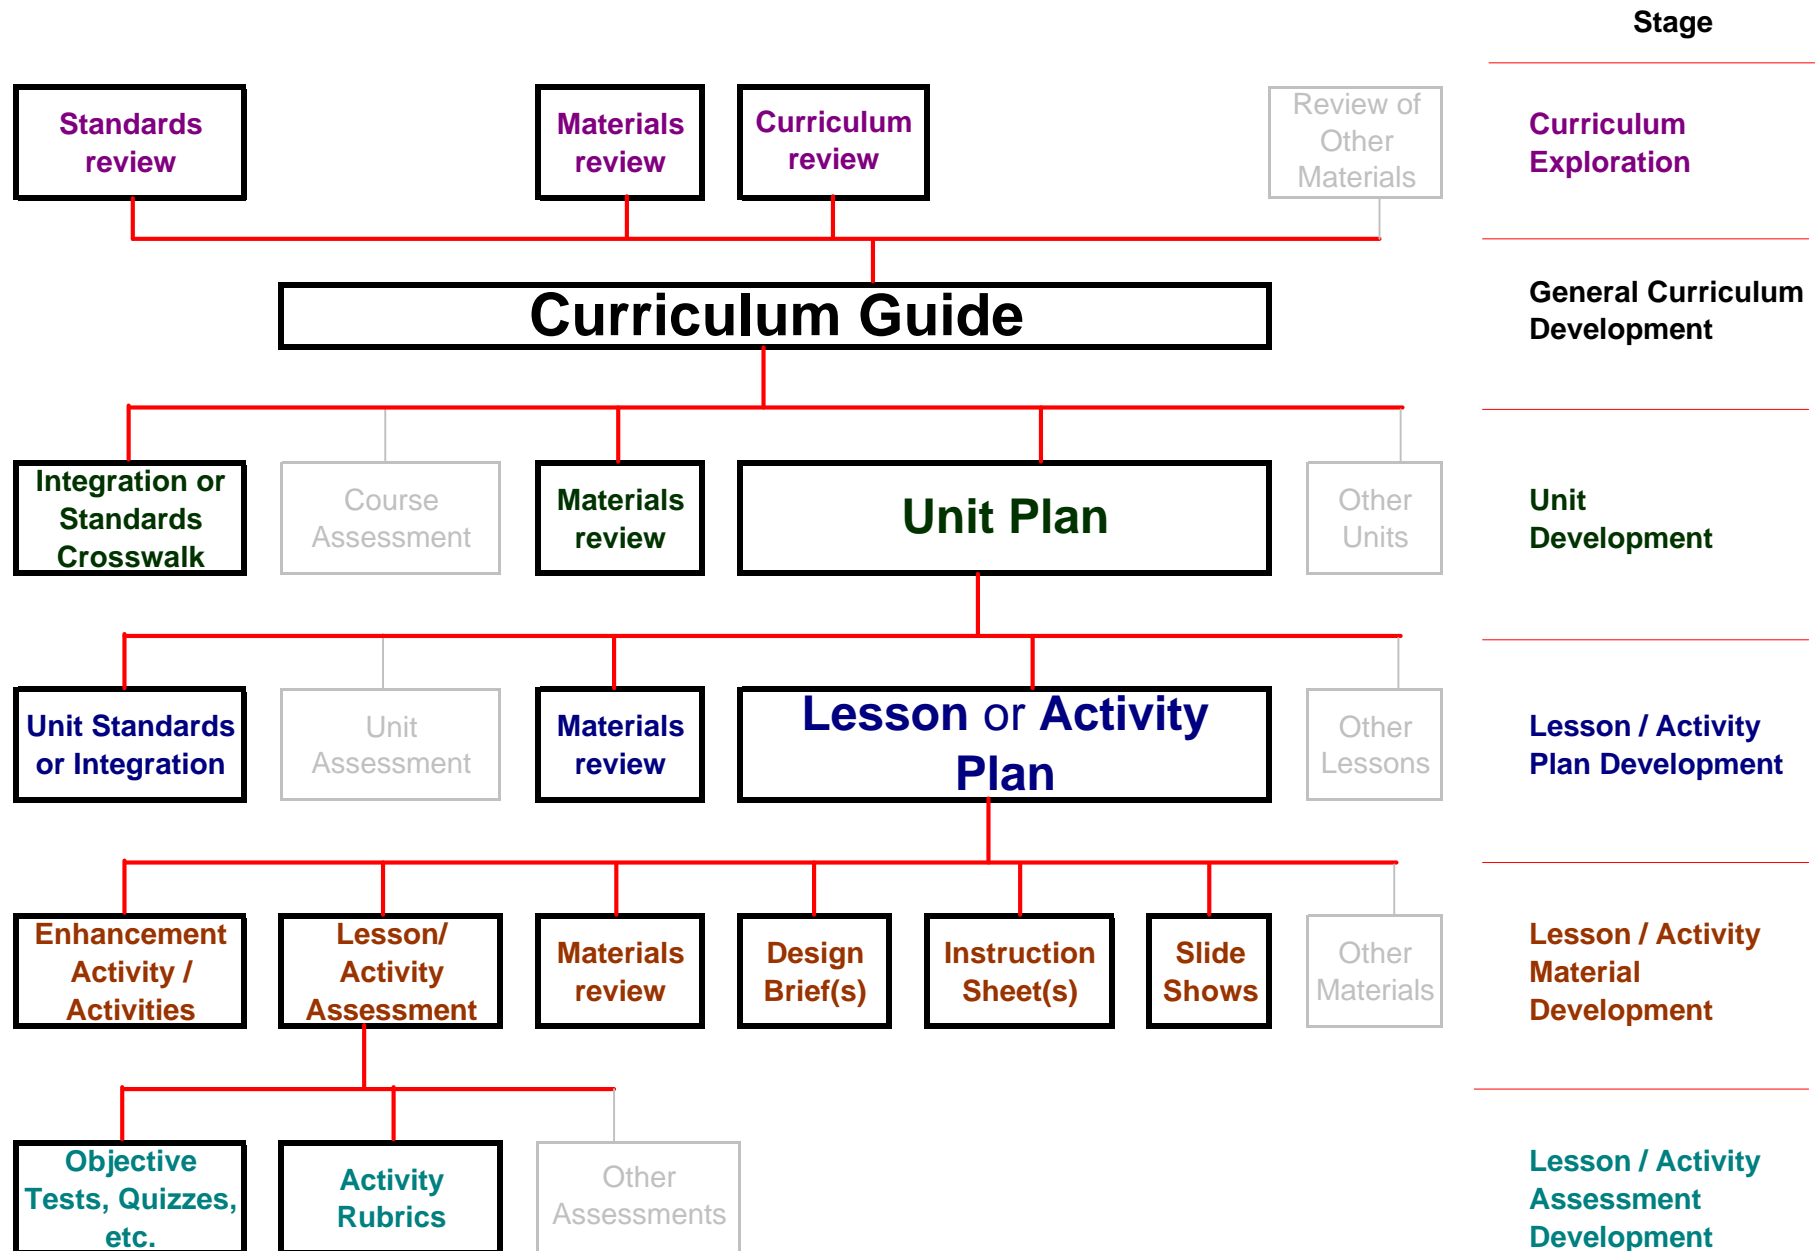 Stage
Standards
review
Materials
review
Curriculum
review
Review of
Other
Materials
Curriculum
Exploration
Curriculum Guide
General Curriculum
Development
Integration or
Standards
Crosswalk
Course
Assessment
Materials
review
Unit Plan
Other
Units
Unit
Development
Unit Standards
or Integration
Unit
Assessment
Materials
review
Lesson or Activity
Plan
Other
Lessons
Lesson / Activity
Plan Development
Enhancement
Activity /
Activities
Lesson/
Activity
Assessment
Materials
review
Design
Brief(s)
Instruction
Sheet(s)
Slide
Shows
Other
Materials
Lesson / Activity
Material
Development
Objective
Tests, Quizzes,
etc.
Activity
Rubrics
Other
Assessments
Lesson / Activity
Assessment
Development